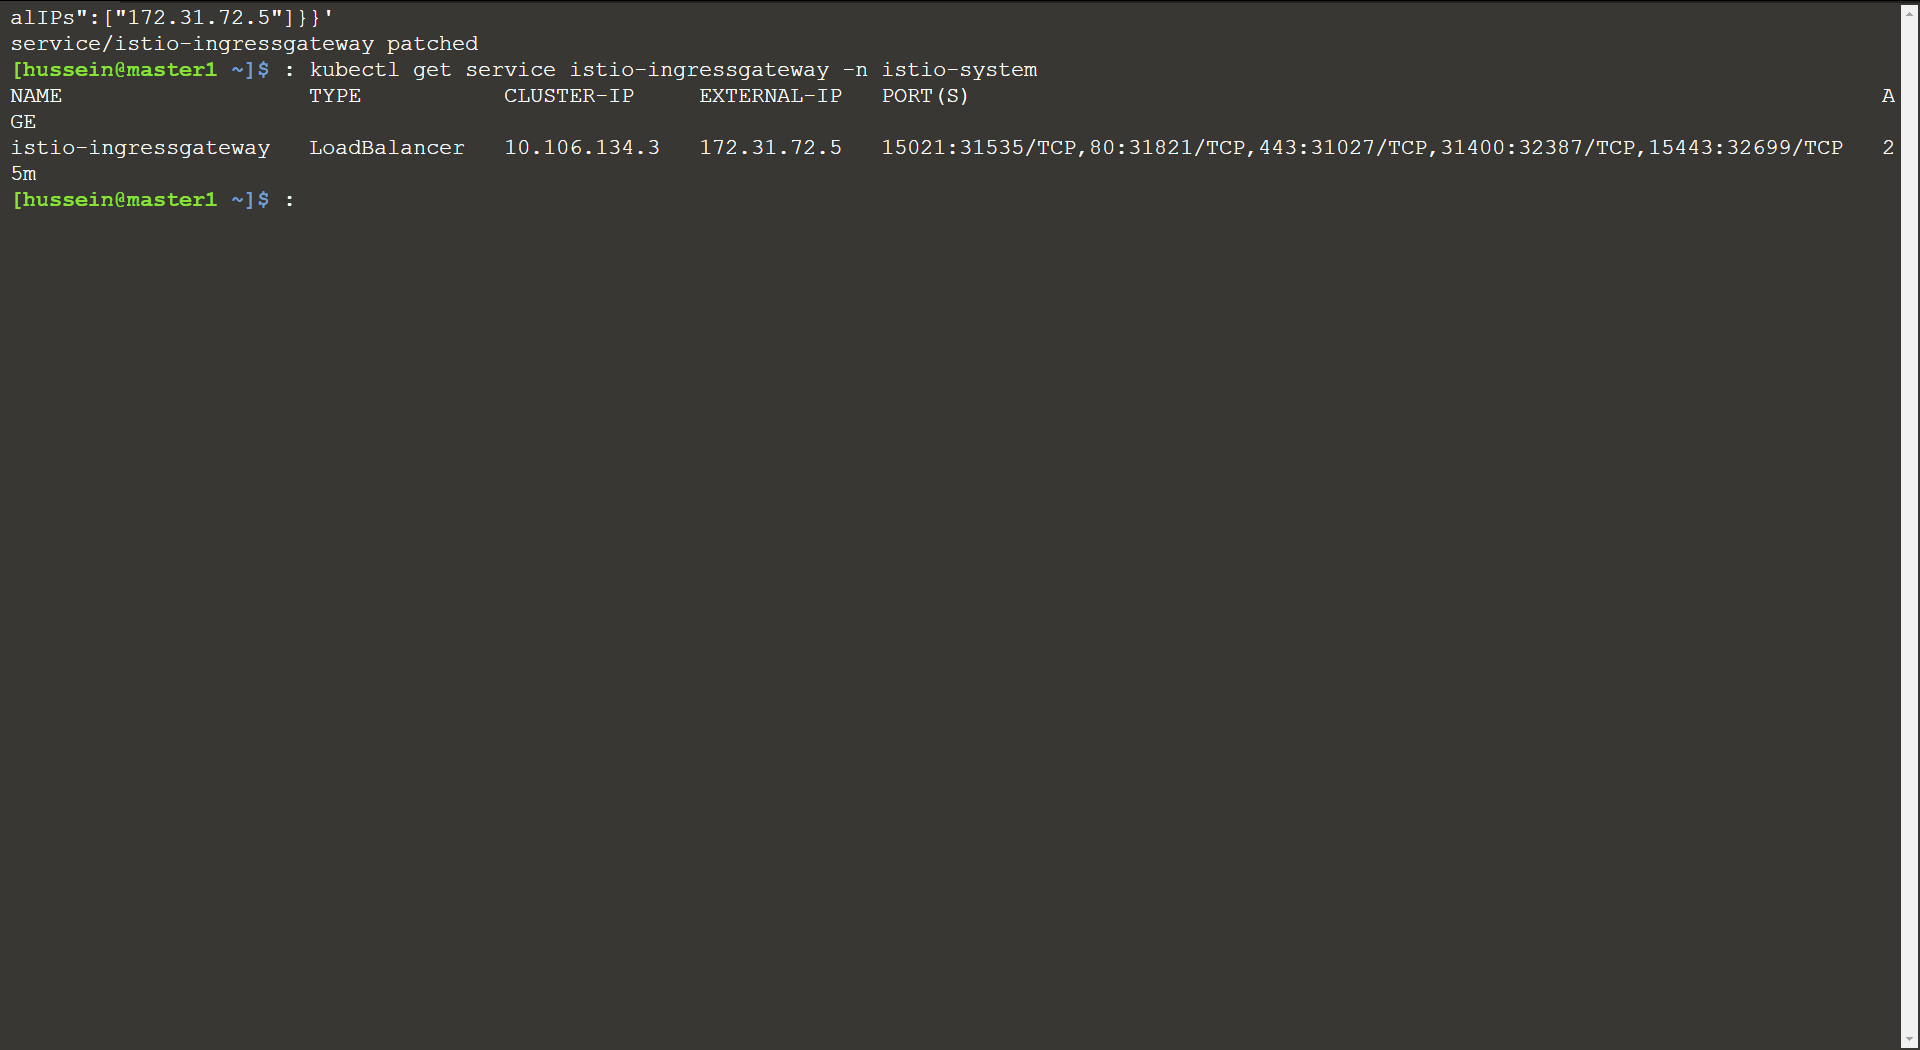 alIPs":["172.31.72.5"]}}'
service/istio-ingressgateway patched
[hussein@master1 ~]$ : kubectl get service istio-ingressgateway -n istio-system
NAME                   TYPE           CLUSTER-IP     EXTERNAL-IP   PORT(S)                                                                      A
GE
istio-ingressgateway   LoadBalancer   10.106.134.3   172.31.72.5   15021:31535/TCP,80:31821/TCP,443:31027/TCP,31400:32387/TCP,15443:32699/TCP   2
5m
[hussein@master1 ~]$ :